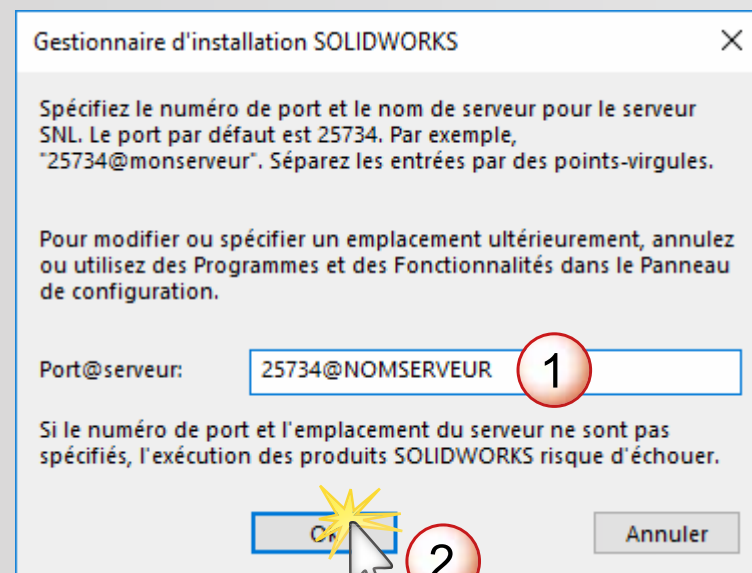 Gestionnaire d'installation SOLIDWORKS
Spécifiez le numéro de port et le nom de serveur pour le serveur
SNL. Le port par défaut est 25734. Par exemple,
"25734@monserveur". Séparez les entrées par des points-virgules.
Pour modifier ou spécifier un emplacement ultérieurement, annulez
ou utilisez des Programmes et des Fonctionnalités dans le Panneau
de configuration.
Port@serveur: 25734@NOMSERVEUR 1
Si le numéro de port et l'emplacement du serveur ne sont pas
spécifiés, l'exécution des produits SOLIDWORKS risque d'échouer.
OK 2 Annuler